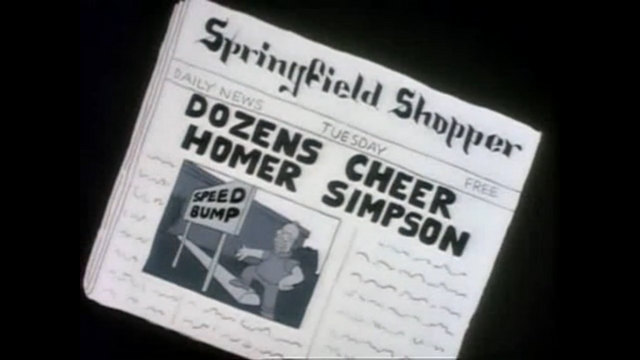 Springfield Shopper
DAILY NEWS TUESDAY FREE
DOZENS CHEER
HOMER SIMPSON
SPEED
BUMP